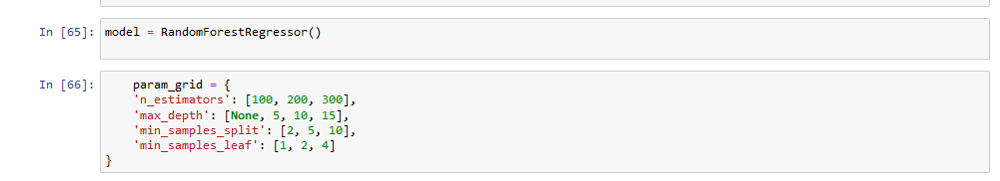 In [65]: model = RandomForestRegressor()
In [66]:     param_grid = {
    'n_estimators': [100, 200, 300],
    'max_depth': [None, 5, 10, 15],
    'min_samples_split': [2, 5, 10],
    'min_samples_leaf': [1, 2, 4]
}